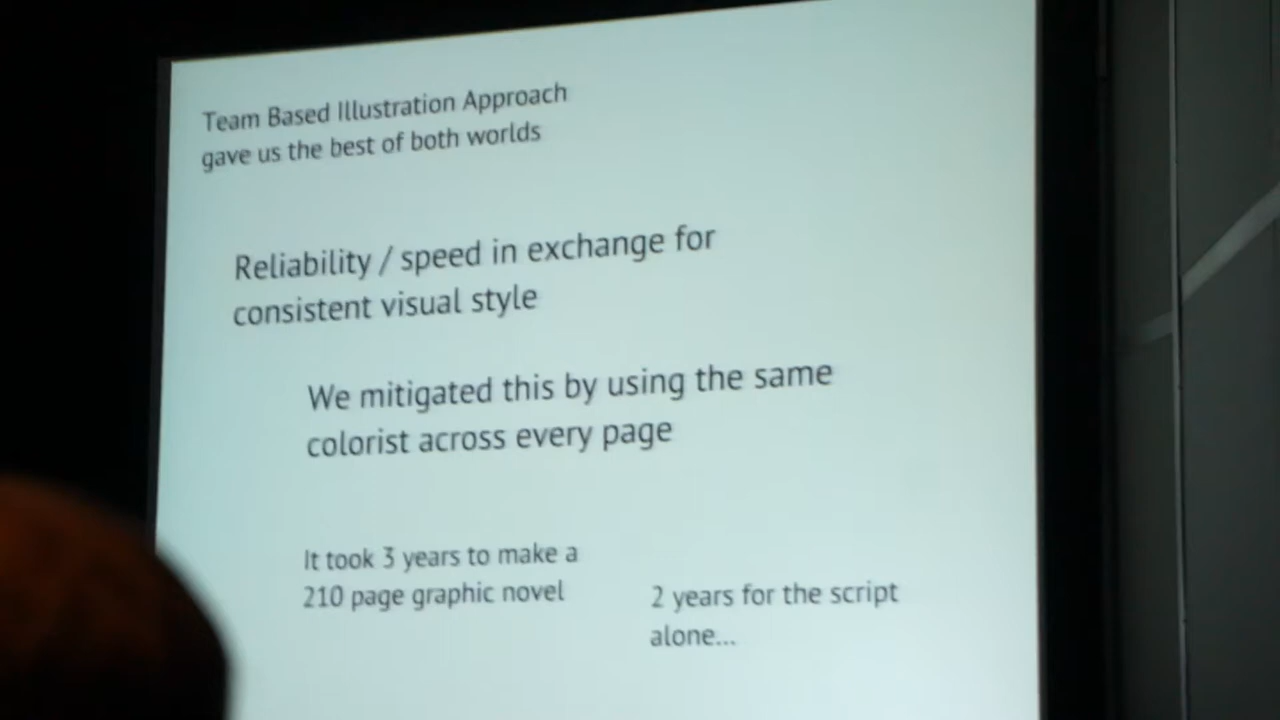 Team Based Illustration Approach
gave us the best of both worlds
Reliability / speed in exchange for
consistent visual style
We mitigated this by using the same
colorist across every page
It took 3 years to make a
210 page graphic novel
2 years for the script
alone...